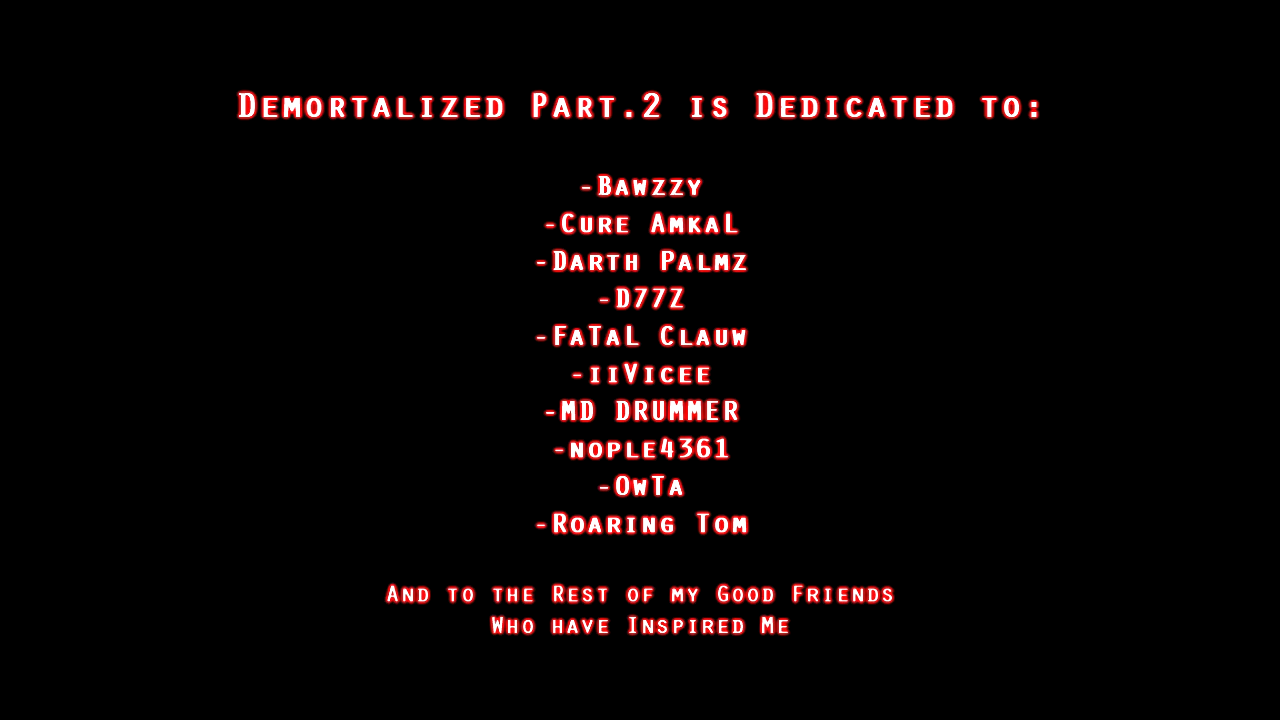 Demortalized Part.2 is Dedicated to:
-Bawzzy
-Cure AmkaL
-Darth Palmz
-D77Z
-FaTaL Clauw
-iiVicee
-MD DRUMMER
-nople4361
-OwTa
-Roaring Tom
And to the Rest of my Good Friends
Who have Inspired Me